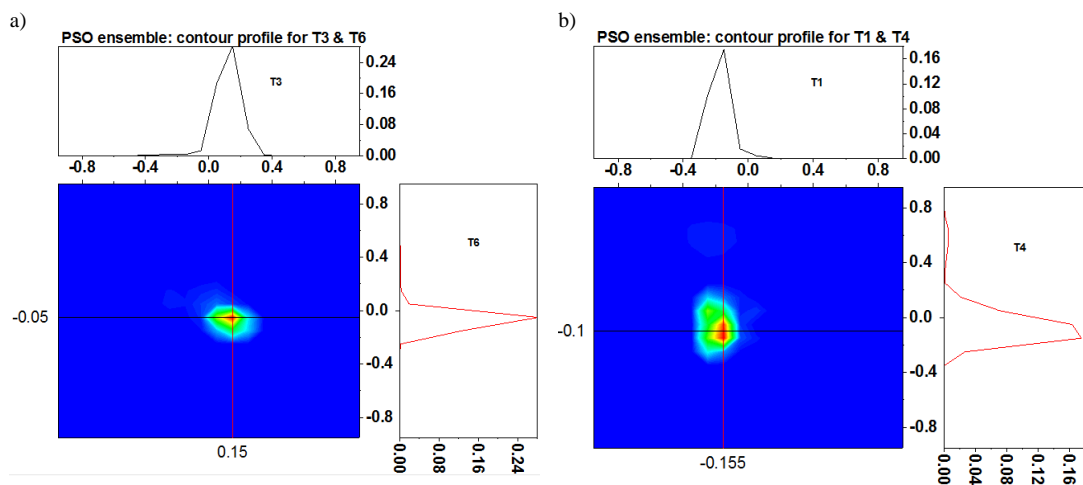 a)
PSO ensemble: contour profile for T3 & T6
T3
0.24
0.16
0.08
0.00
-0.8 -0.4 0.0 0.4 0.8
-0.05
0.15
T6
0.8
0.4
0.0
-0.4
-0.8
0.00 0.08 0.16 0.24
b)
PSO ensemble: contour profile for T1 & T4
T1
0.16
0.12
0.08
0.04
0.00
-0.8 -0.4 0.0 0.4 0.8
-0.1
-0.155
T4
0.8
0.4
0.0
-0.4
-0.8
0.00 0.04 0.08 0.12 0.16